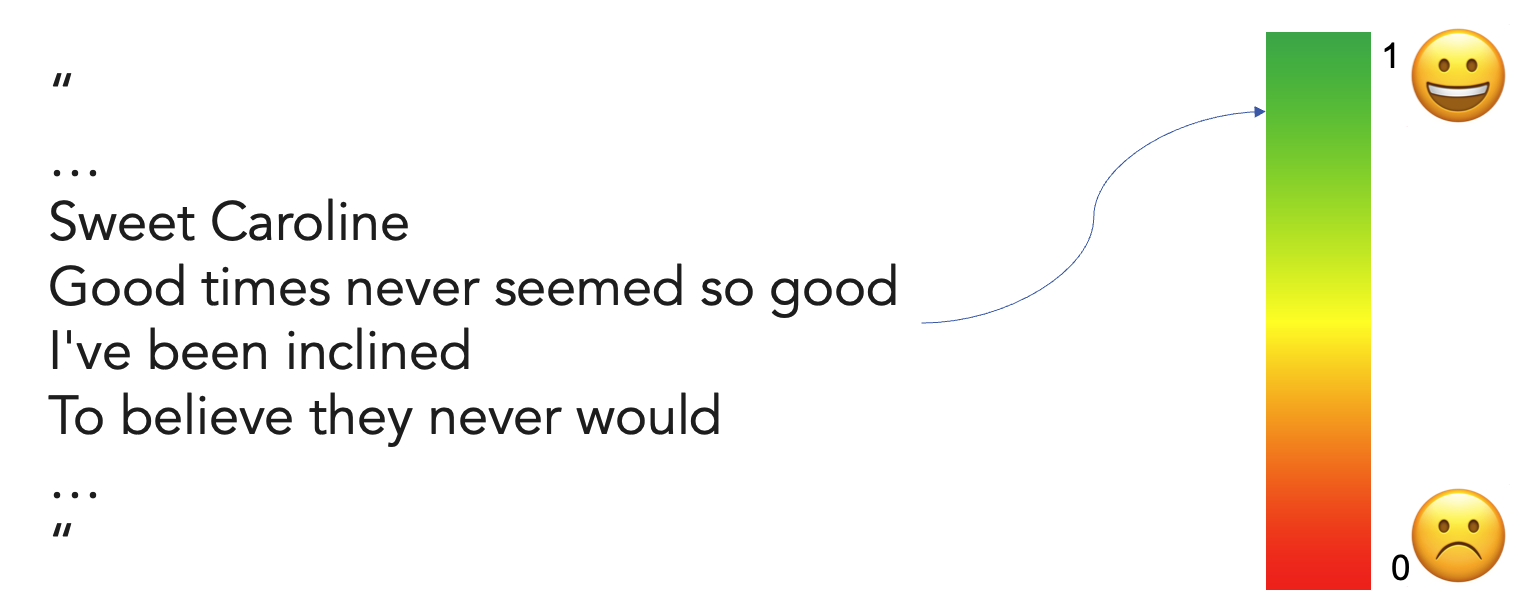 “
...
Sweet Caroline
Good times never seemed so good
I've been inclined
To believe they never would
...
“
1
0